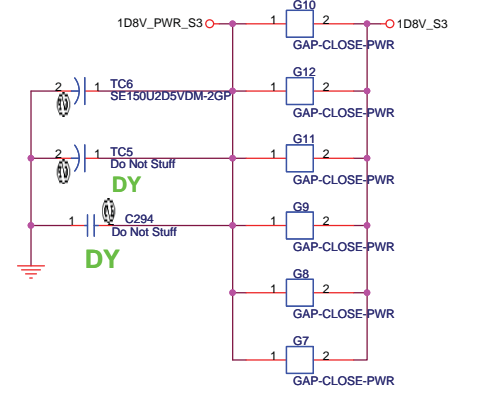 G10
1D8V_PWR_S3 1 2 1D8V_S3
GAP-CLOSE-PWR
G12
2 1 TC6 1 2
SE150U2D5VDM-2GP
GAP-CLOSE-PWR
G11
2 1 TC5 1 2
Do Not Stuff
GAP-CLOSE-PWR
DY
G9
1 C294 1 2
Do Not Stuff
GAP-CLOSE-PWR
DY
G8
1 2
GAP-CLOSE-PWR
G7
1 2
GAP-CLOSE-PWR